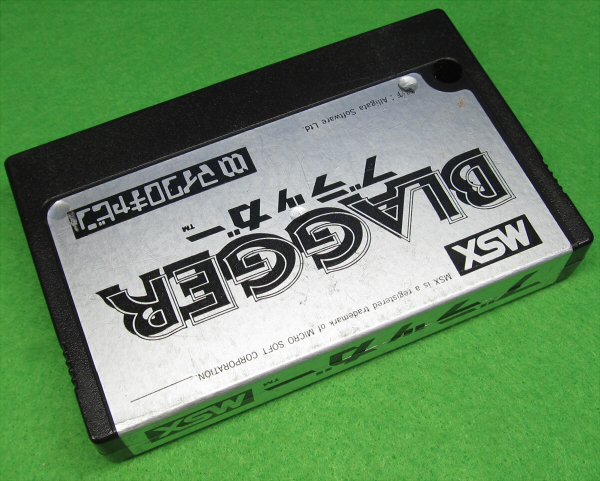 MSX
MSX is a registered trademark of MICRO SOFT CORPORATION.
BLAGGER
ブラッガー
TM
マイクロキャビン
: Alligata Software Ltd
ブラッガー
TM
MSX